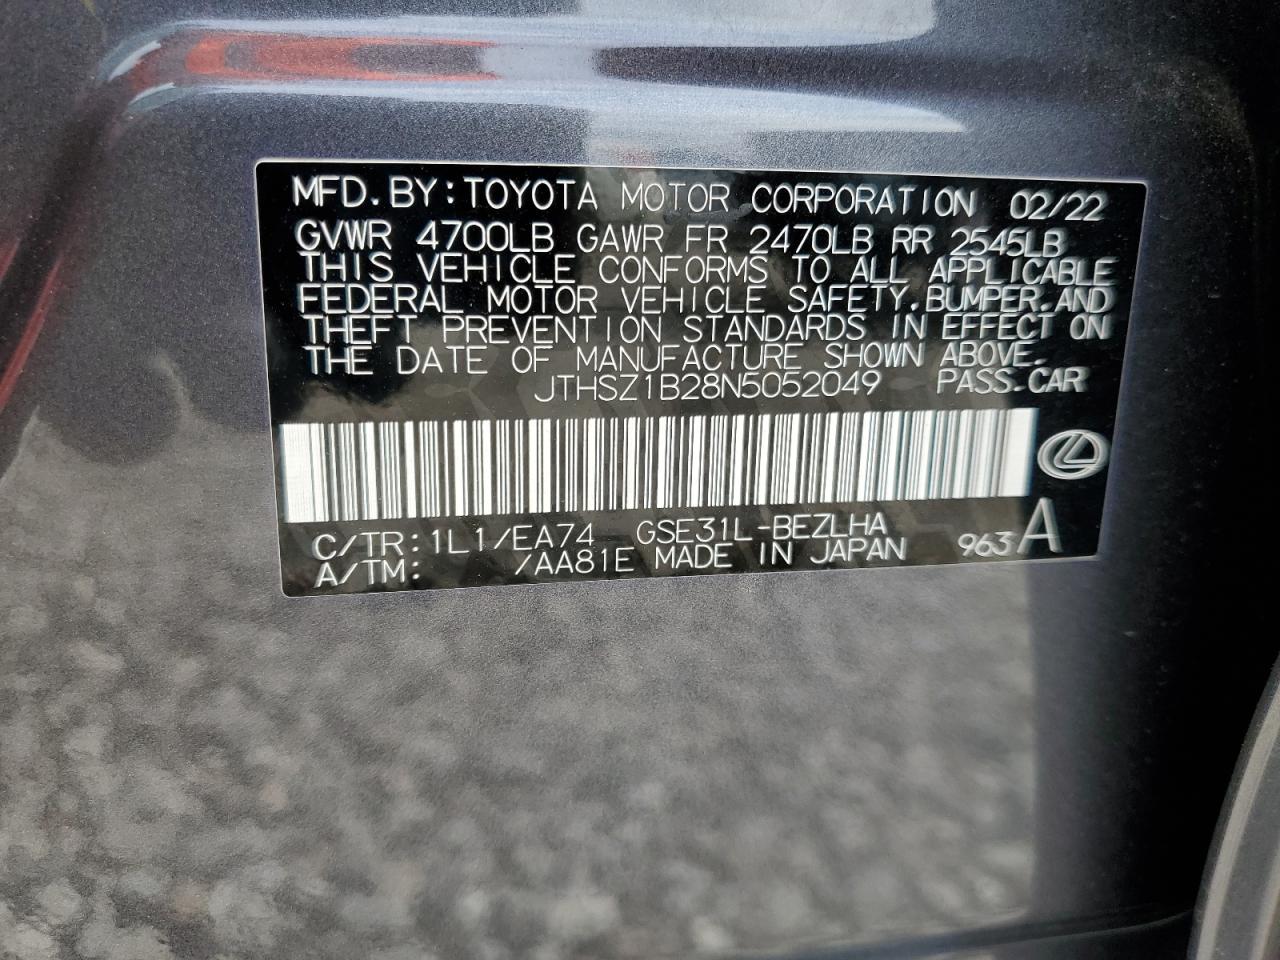 MFD.BY:TOYOTA MOTOR CORPORATION 02/22
GVWR 4700LB GAWR FR 2470LB RR 2545LB
THIS VEHICLE CONFORMS TO ALL APPLICABLE
FEDERAL MOTOR VEHICLE SAFETY,BUMPER,AND
THEFT PREVENTION STANDARDS IN EFFECT ON
THE DATE OF MANUFACTURE SHOWN ABOVE.
JTHSZ1B28N5052049 PASS.CAR
C/TR:1L1/EA74 GSE31L-BEZLHA
A/TM: /AA81E MADE IN JAPAN 963 A